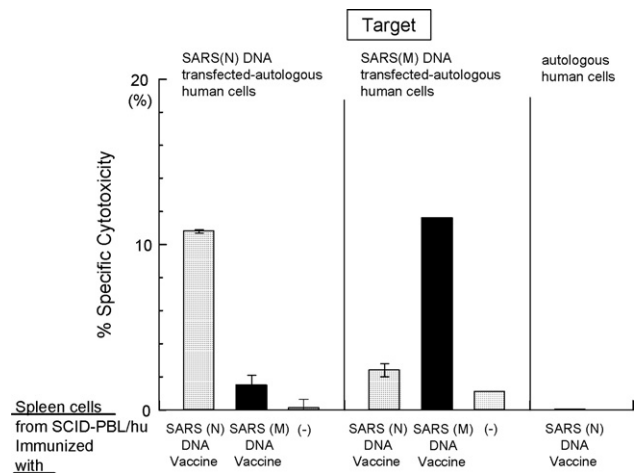 Target
SARS(N) DNA
transfected-autologous
human cells
SARS(M) DNA
transfected-autologous
human cells
autologous
human cells
20
(%)
10
0
% Specific Cytotoxicity
Spleen cells
from SCID-PBL/hu
Immunized
with
SARS (N)
DNA
Vaccine
SARS (M)
DNA
Vaccine
(-)
SARS (N)
DNA
Vaccine
SARS (M)
DNA
Vaccine
(-)
SARS (N)
DNA
Vaccine